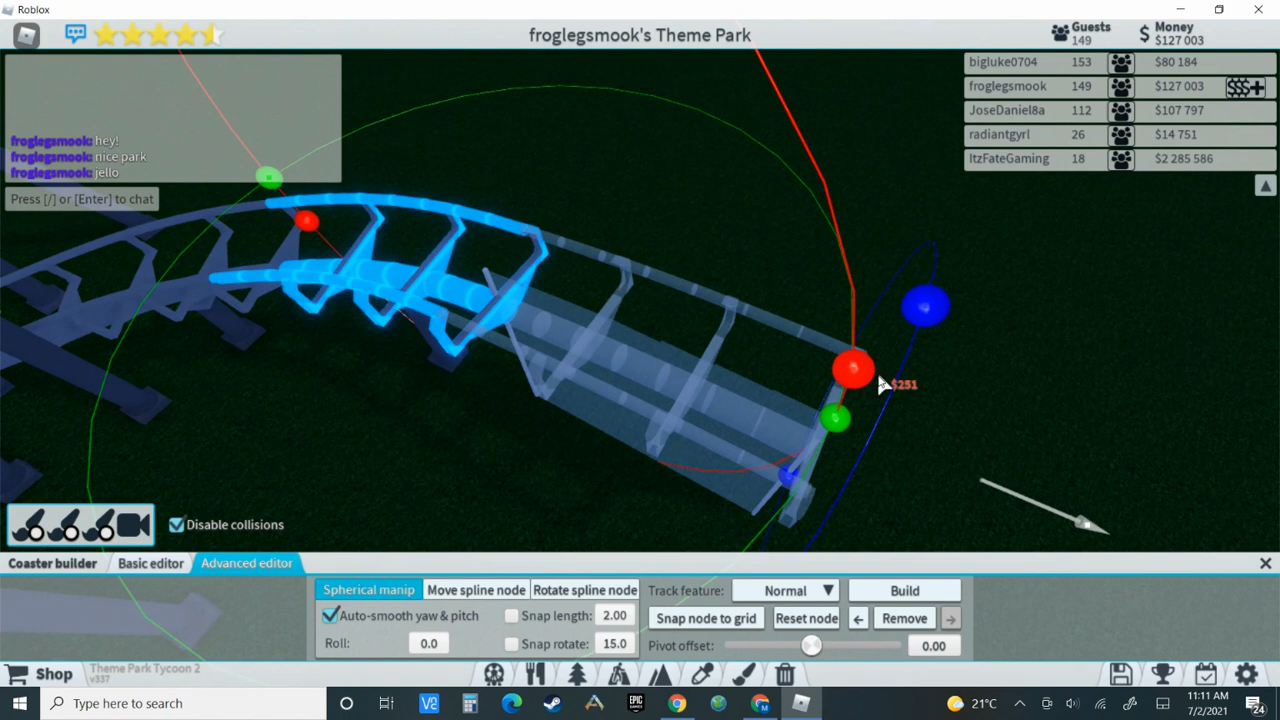 Roblox
froglegsmook's Theme Park
Guests
149
$ Money
$127 003
bigluke0704 153 $80 184
froglegsmook 149 $127 003 $$$+
JoseDaniel8a 112 $107 797
radiantgyrl 26 $14 751
ItzFateGaming 18 $2 285 586
froglegsmook: hey!
froglegsmook: nice park
froglegsmook: jello
Press [/] or [Enter] to chat
$251
Disable collisions
Coaster builder Basic editor Advanced editor
Spherical manip Move spline node Rotate spline node Track feature: Normal Build
Auto-smooth yaw & pitch Snap length: 2.00 Snap node to grid Reset node Remove
Roll: 0.0 Snap rotate: 15.0 Pivot offset: 0.00
Shop
Theme Park Tycoon 2
v337
Type here to search
EPIC GAMES
21°C
11:11 AM
7/2/2021
24